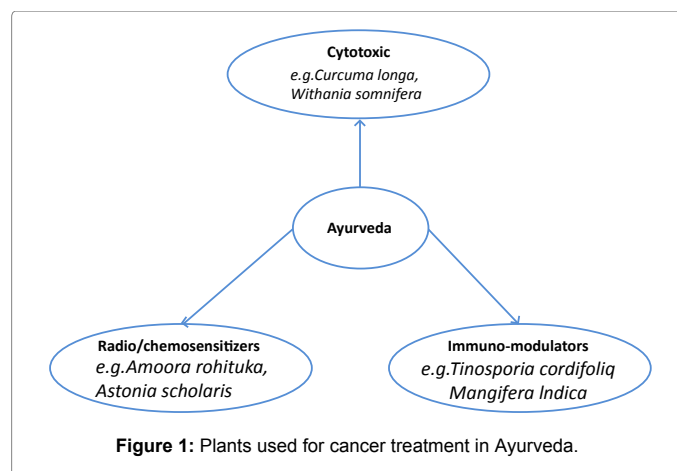 Cytotoxic
e.g.Curcuma longa,
Withania somnifera
Ayurveda
Radio/chemosensitizers
e.g.Amoora rohituka,
Astonia scholaris
Immuno-modulators
e.g.Tinosporia cordifoliq
Mangifera lndica
Figure 1: Plants used for cancer treatment in Ayurveda.